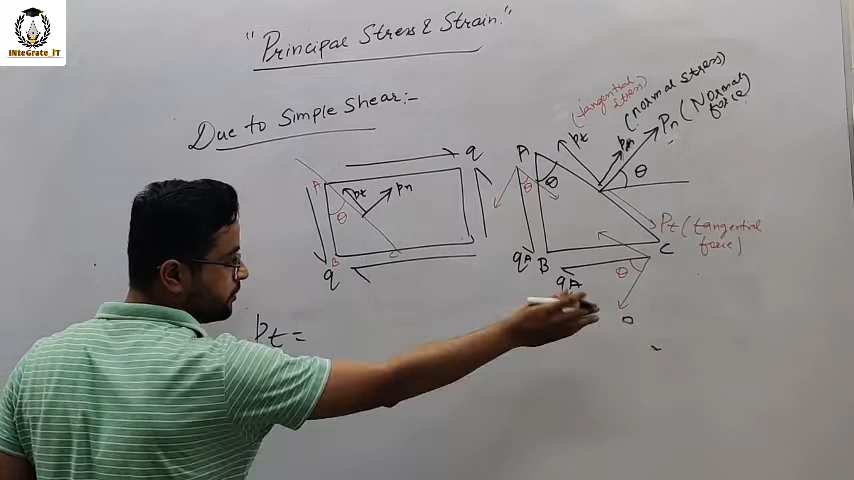 INteGrate_iT
"Principal Stress & Strain."
Due to Simple Shear:-
q
A
pt
pn
θ
B
C
q
(tangential stress)
(normal stress)
Pn (Normal force)
pt
pn
θ
A
θ
θ
Pt (tangential force)
C
qA
B
qA
θ
pt =